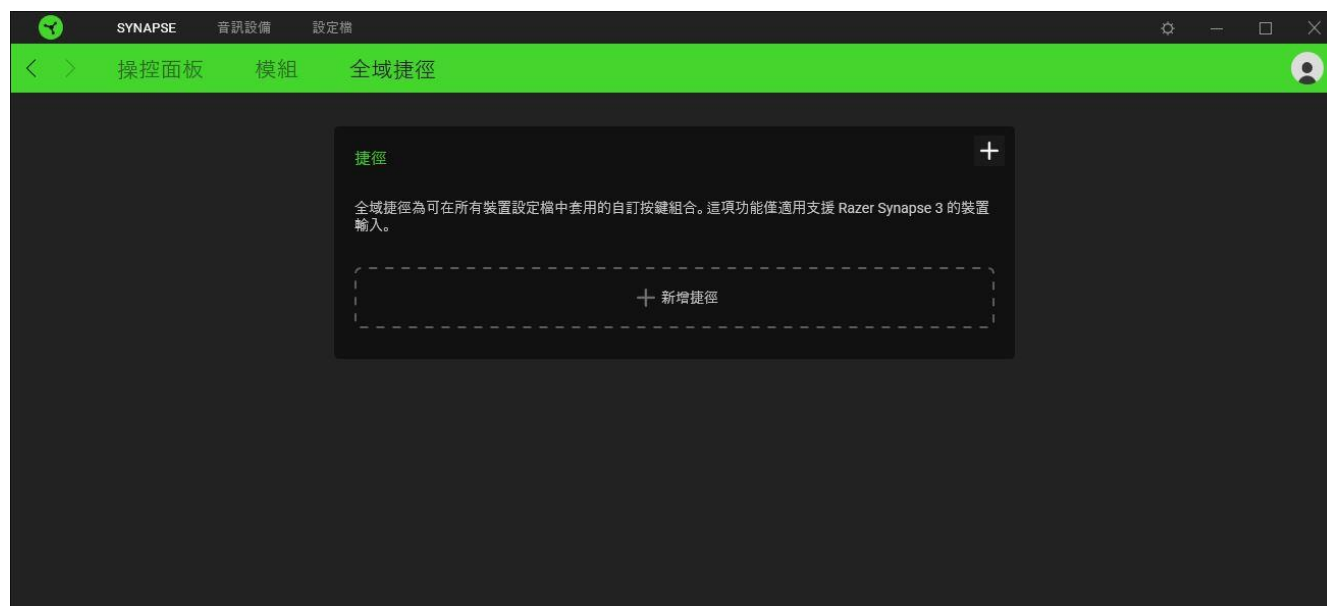 SYNAPSE 音訊設備 設定檔
操控面板 模組 全域捷徑
捷徑
全域捷徑為可在所有裝置設定檔中套用的自訂按鍵組合。這項功能僅適用支援 Razer Synapse 3 的裝置
輸入。
新增捷徑